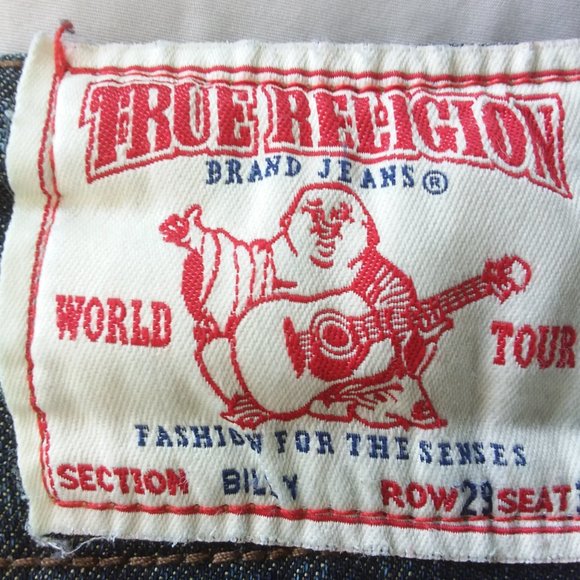 TRUE RELIGION
BRAND JEANS®
WORLD TOUR
FASHION FOR THE SENSES
SECTION BILLY ROW 29 SEAT